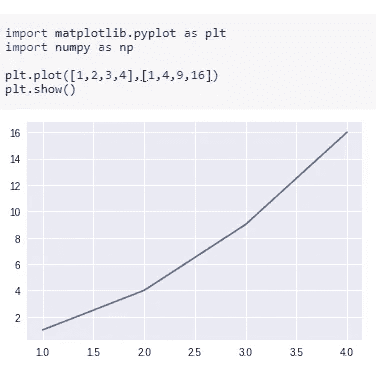 import matplotlib.pyplot as plt
import numpy as np
plt.plot([1,2,3,4],[1,4,9,16])
plt.show()
16
14
12
10
8
6
4
2
1.0 1.5 2.0 2.5 3.0 3.5 4.0